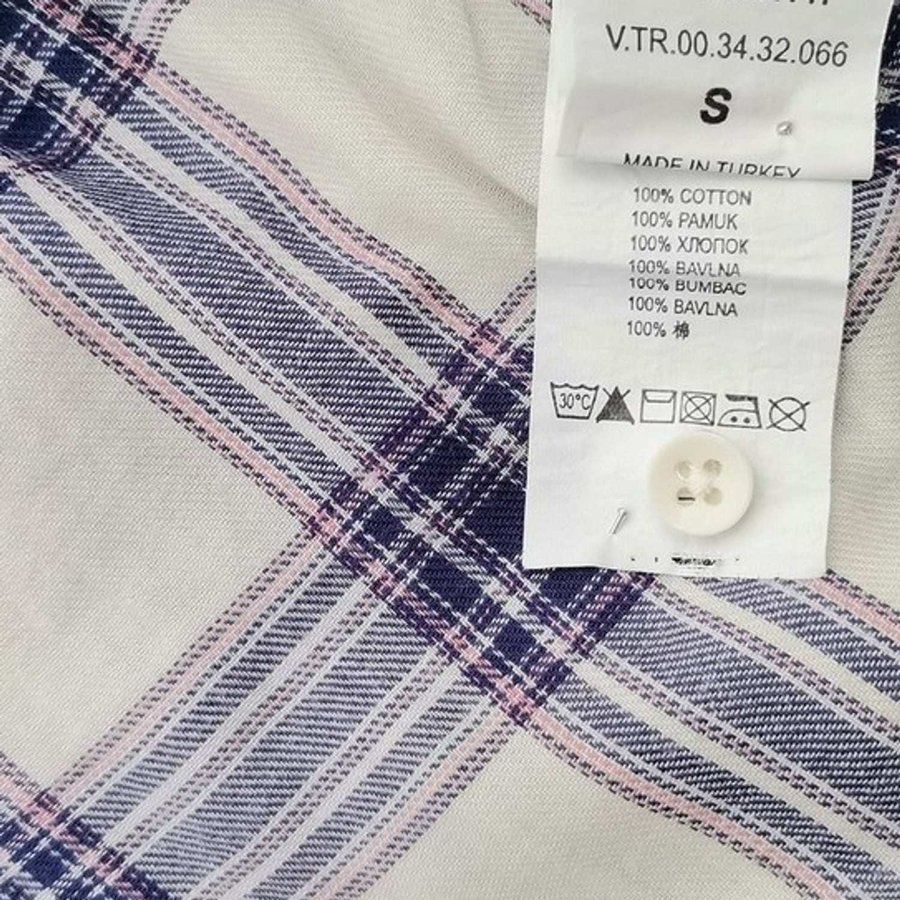 V.TR.00.34.32.066
S
MADE IN TURKEY
100% COTTON
100% PAMUK
100% ХЛОПОК
100% BAVLNA
100% BUMBAC
100% BAVLNA
100% 棉
30°C